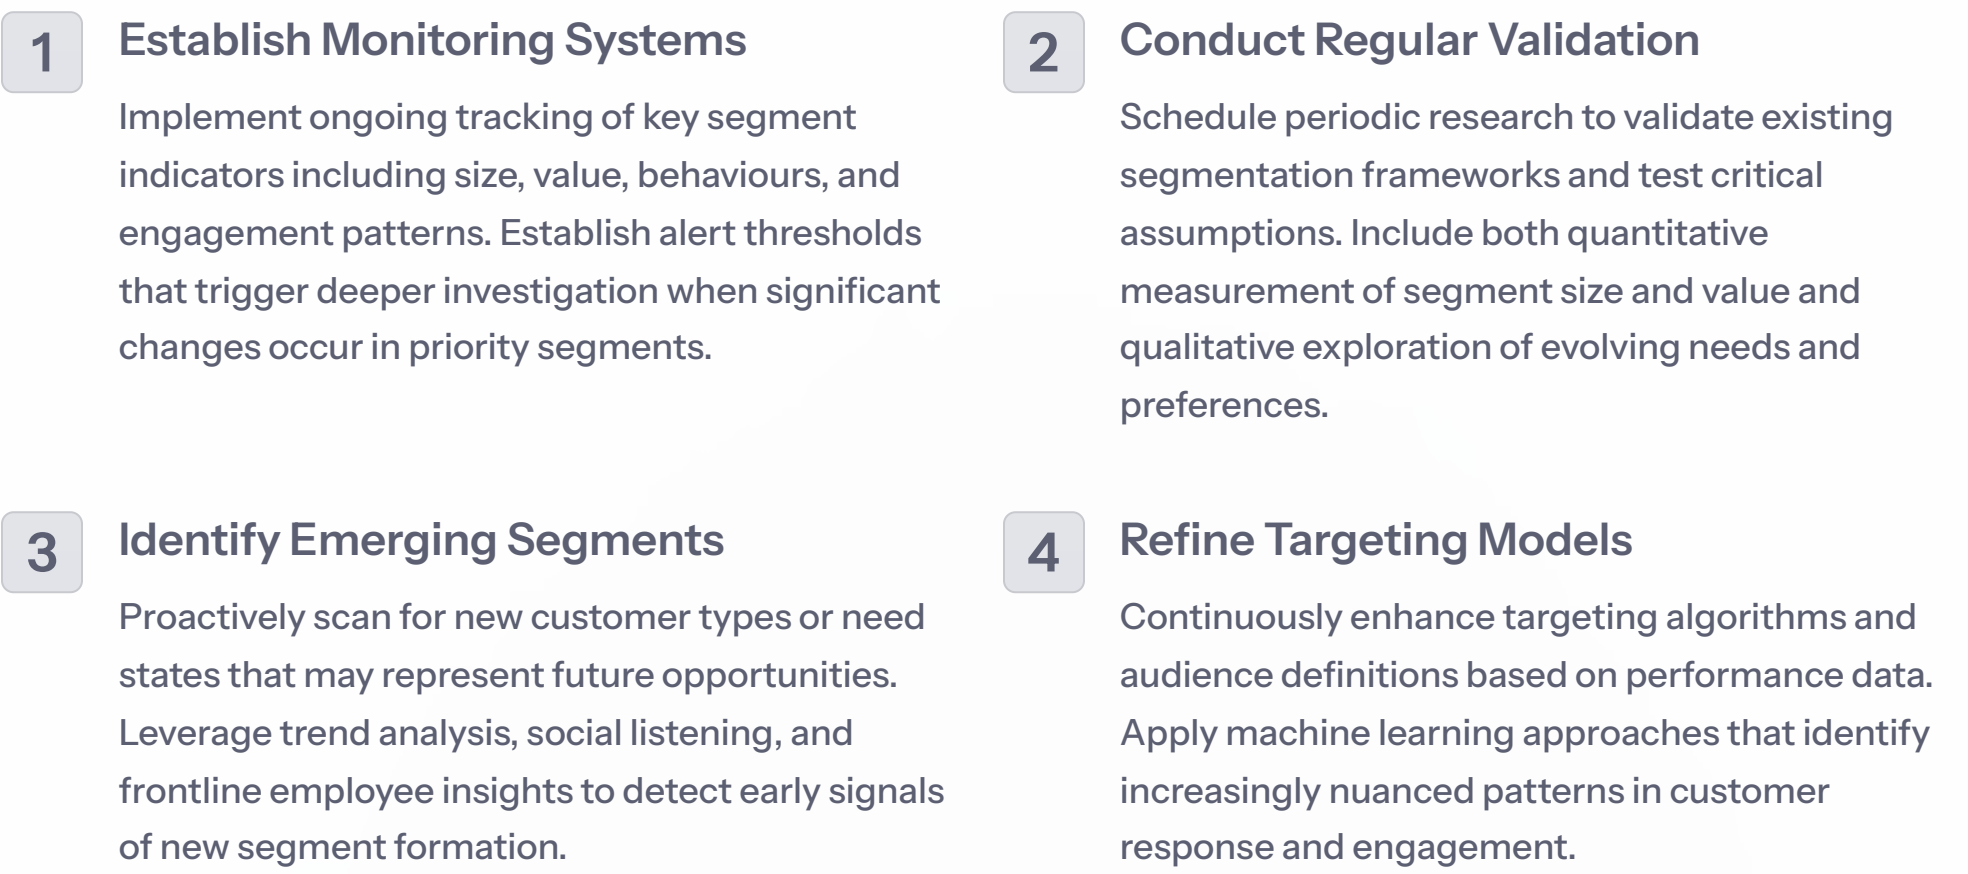 1
Establish Monitoring Systems
Implement ongoing tracking of key segment
indicators including size, value, behaviours, and
engagement patterns. Establish alert thresholds
that trigger deeper investigation when significant
changes occur in priority segments.
2
Conduct Regular Validation
Schedule periodic research to validate existing
segmentation frameworks and test critical
assumptions. Include both quantitative
measurement of segment size and value and
qualitative exploration of evolving needs and
preferences.
3
Identify Emerging Segments
Proactively scan for new customer types or need
states that may represent future opportunities.
Leverage trend analysis, social listening, and
frontline employee insights to detect early signals
of new segment formation.
4
Refine Targeting Models
Continuously enhance targeting algorithms and
audience definitions based on performance data.
Apply machine learning approaches that identify
increasingly nuanced patterns in customer
response and engagement.